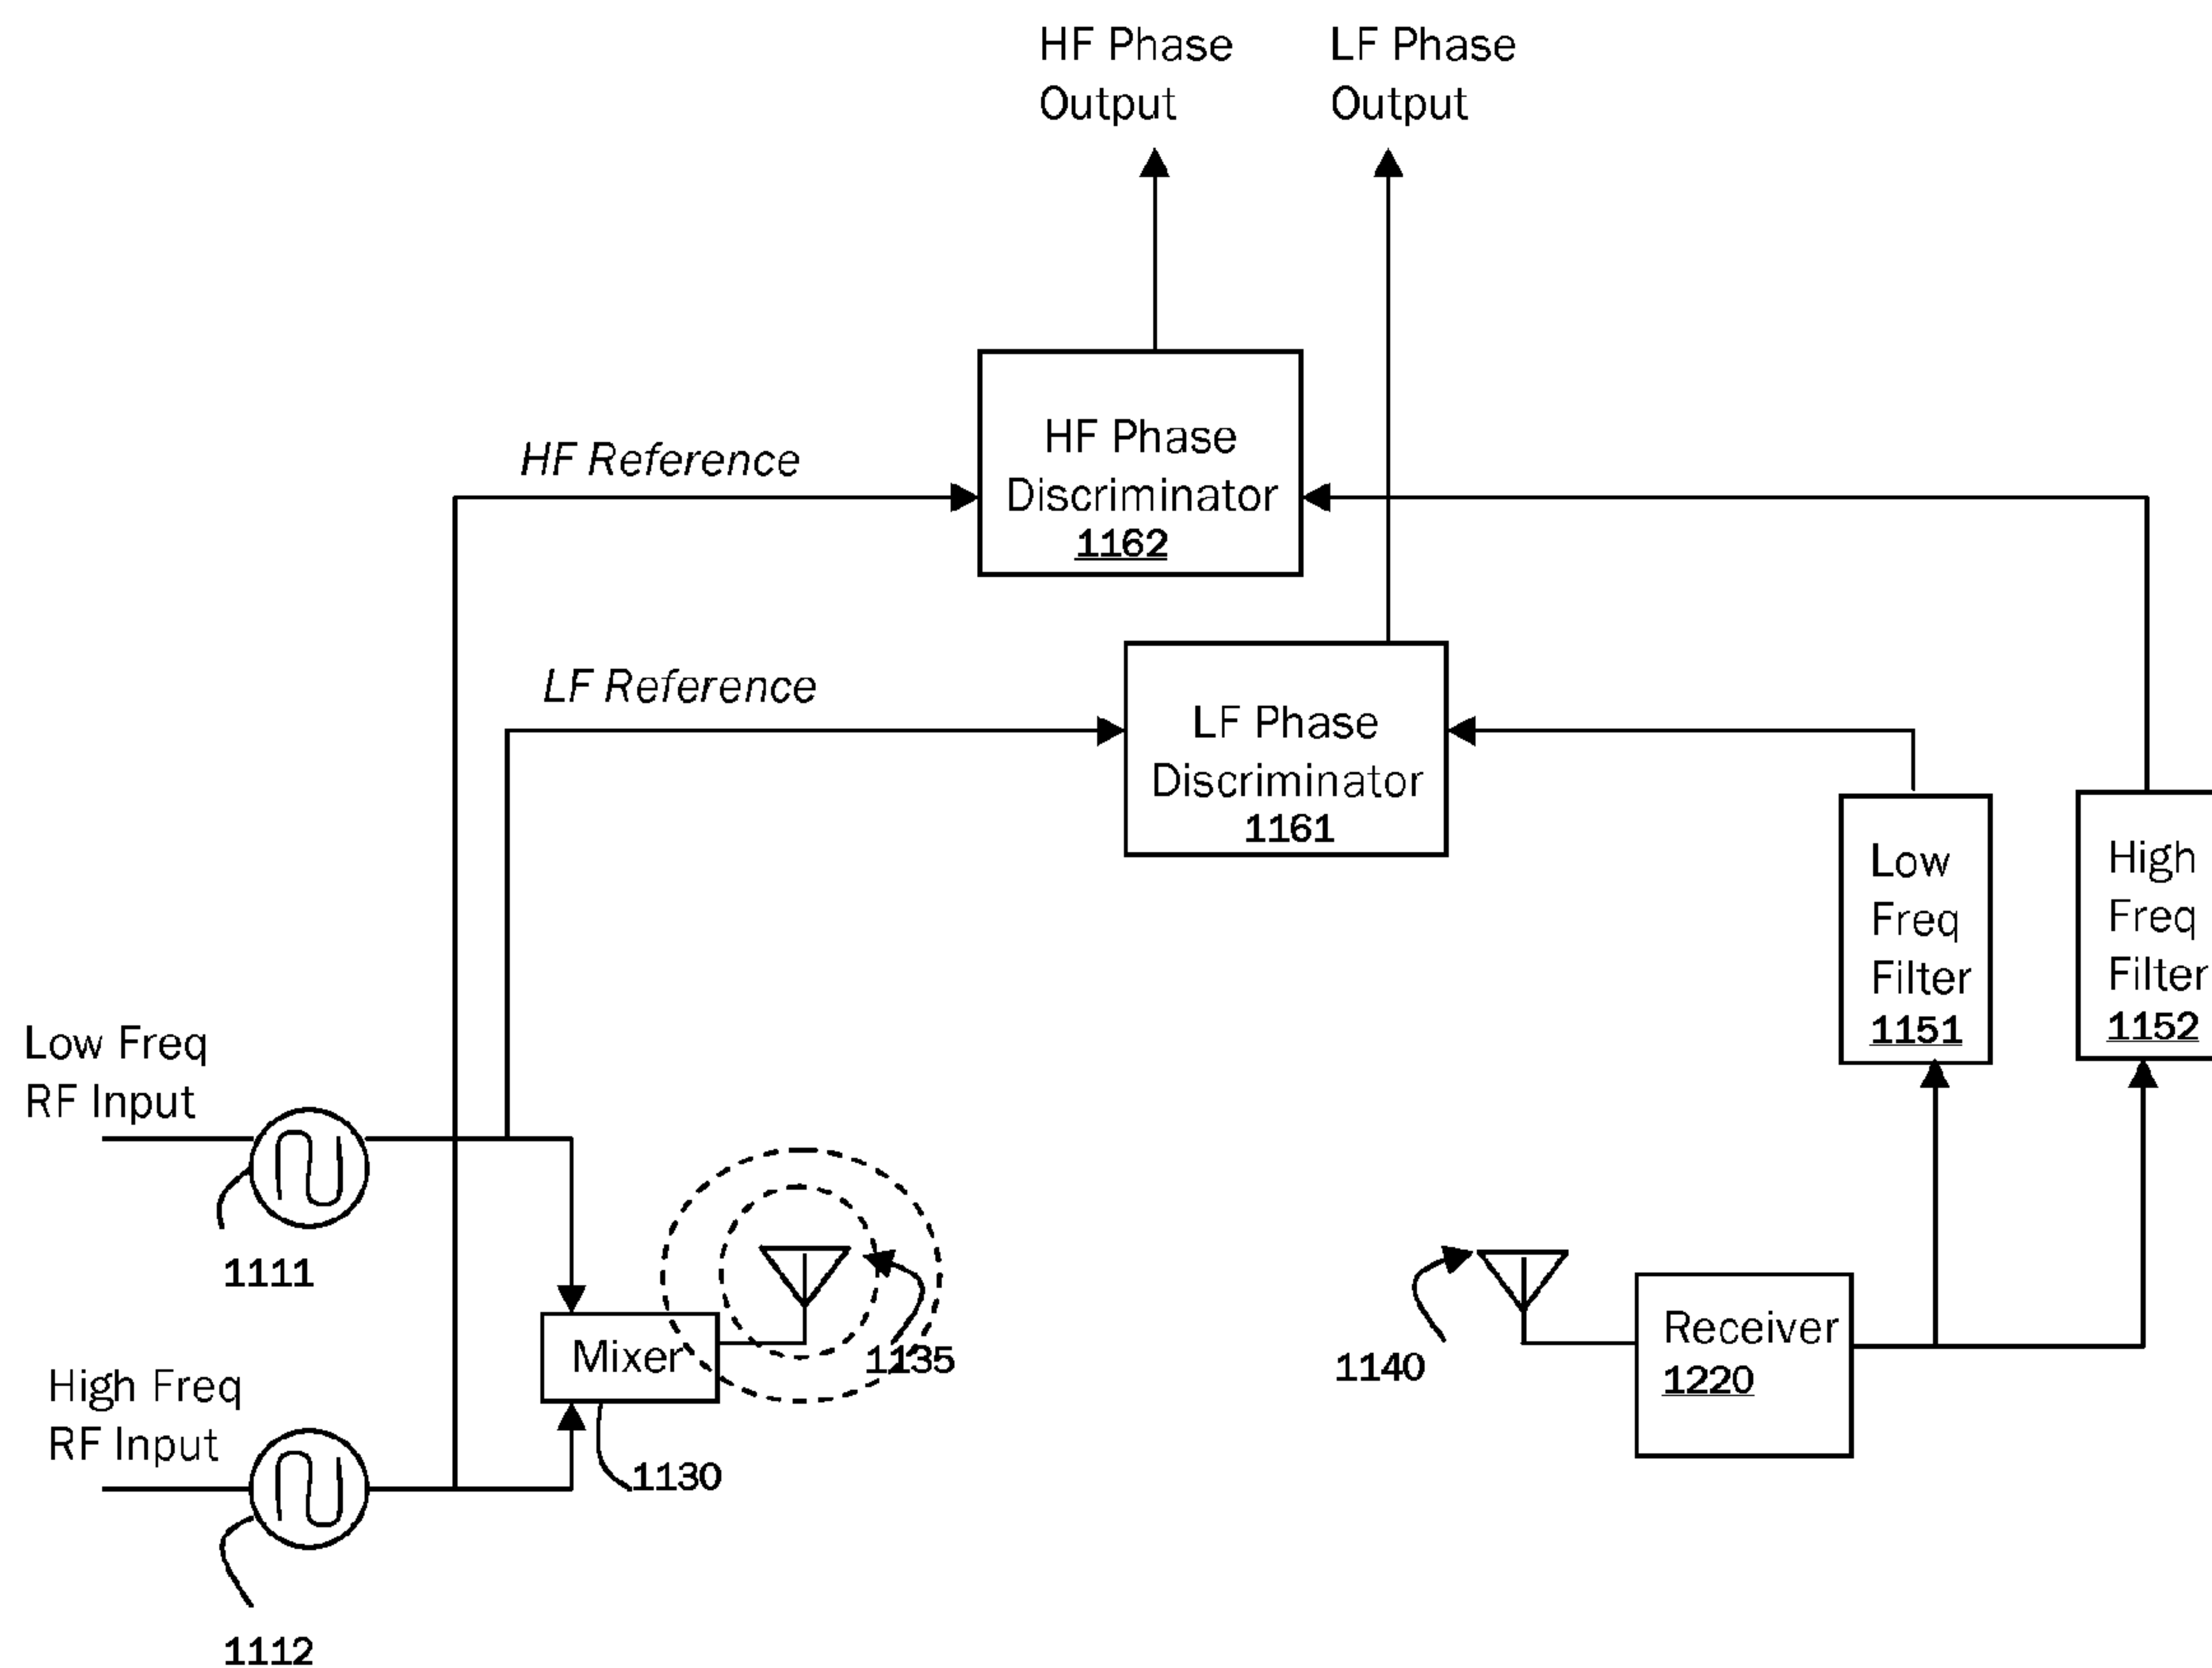 HF Phase
Output
LF Phase
Output
HF Phase
Discriminator
1162
HF Reference
LF Reference
LF Phase
Discriminator
1161
Low
Freq
Filter
1151
High
Freq
Filter
1152
Low Freq
RF Input
1111
Mixer
1135
1130
1140
Receiver
1220
High Freq
RF Input
1112